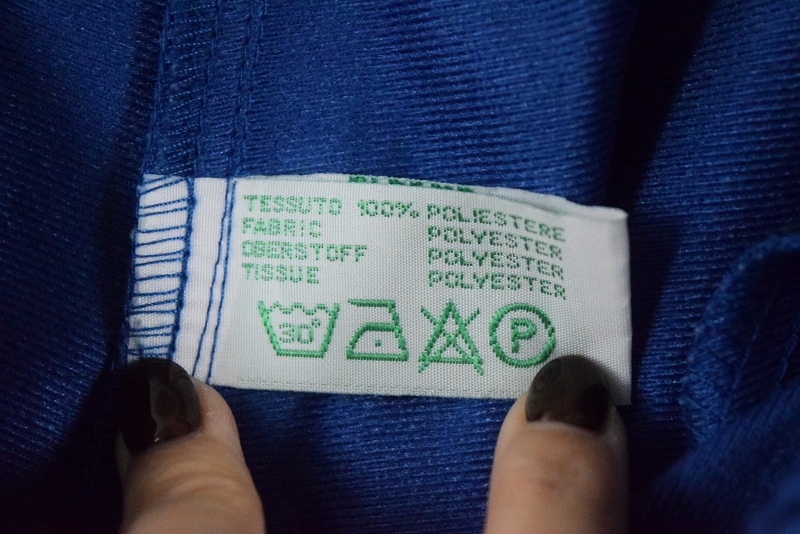 TESSUTO 100% POLIESTERE
FABRIC POLYESTER
OBERSTOFF POLYESTER
TISSUE POLYESTER
30° P